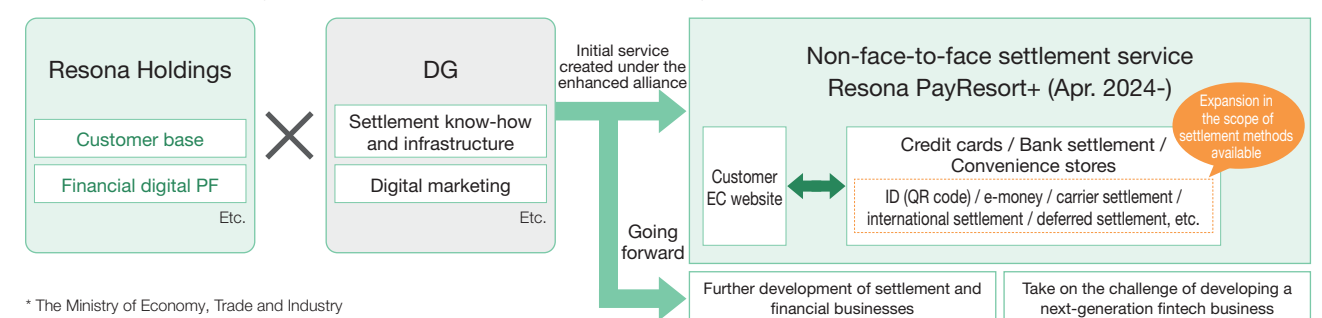 Resona Holdings
Customer base
Financial digital PF
Etc.
DG
Settlement know-how
and infrastructure
Digital marketing
Etc.
Initial service
created under the
enhanced alliance
Non-face-to-face settlement service
Resona PayResort+ (Apr. 2024-)
Expansion in
the scope of
settlement methods
available
Customer
EC website
Credit cards / Bank settlement /
Convenience stores
ID (QR code) / e-money / carrier settlement /
international settlement / deferred settlement, etc.
Going
forward
Further development of settlement and
financial businesses
Take on the challenge of developing a
next-generation fintech business
* The Ministry of Economy, Trade and Industry